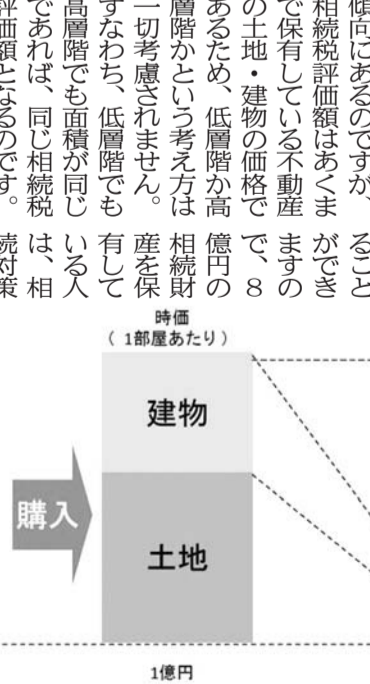 傾向にあるのですが、
相続税評価額はあくま
で保有している不動産
の土地・建物の価格で
あるため、低層階か高
層階かという考え方は
一切考慮されません。
すなわち、低層階でも
高層階でも面積が同じ
であれば、同じ相続税
評価額となるのです。
ること
ができ
ますの
で、8
億円の
相続財
産を保
有して
いる人
は、相
続対策
時価
( 1部屋あたり )
建物
購入
土地
1億円